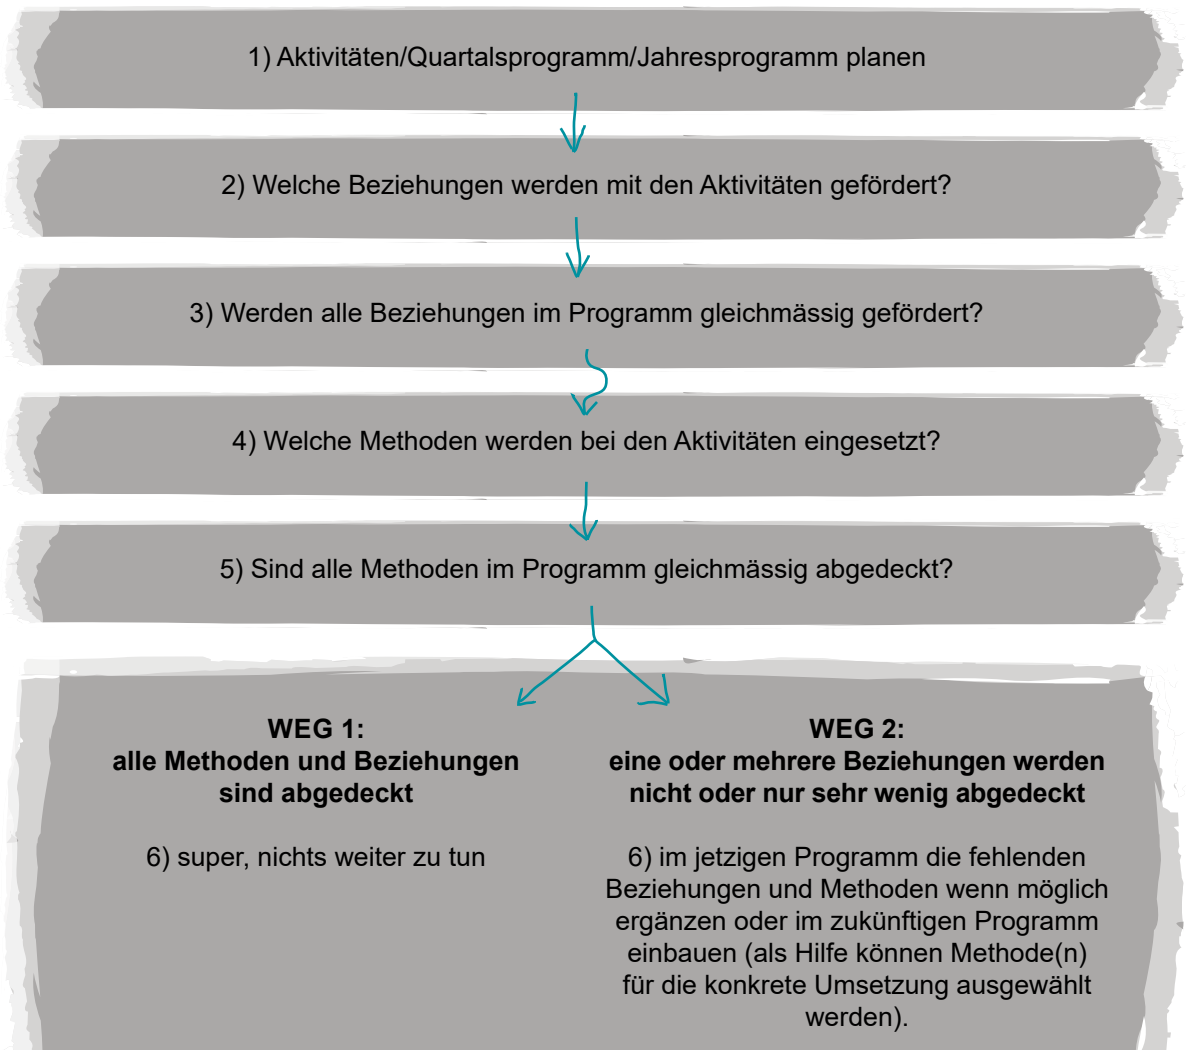 1) Aktivitäten/Quartalsprogramm/Jahresprogramm planen
2) Welche Beziehungen werden mit den Aktivitäten gefördert?
3) Werden alle Beziehungen im Programm gleichmässig gefördert?
4) Welche Methoden werden bei den Aktivitäten eingesetzt?
5) Sind alle Methoden im Programm gleichmässig abgedeckt?
WEG 1:
alle Methoden und Beziehungen
sind abgedeckt
6) super, nichts weiter zu tun
WEG 2:
eine oder mehrere Beziehungen werden
nicht oder nur sehr wenig abgedeckt
6) im jetzigen Programm die fehlenden
Beziehungen und Methoden wenn möglich
ergänzen oder im zukünftigen Programm
einbauen (als Hilfe können Methode(n)
für die konkrete Umsetzung ausgewählt
werden).